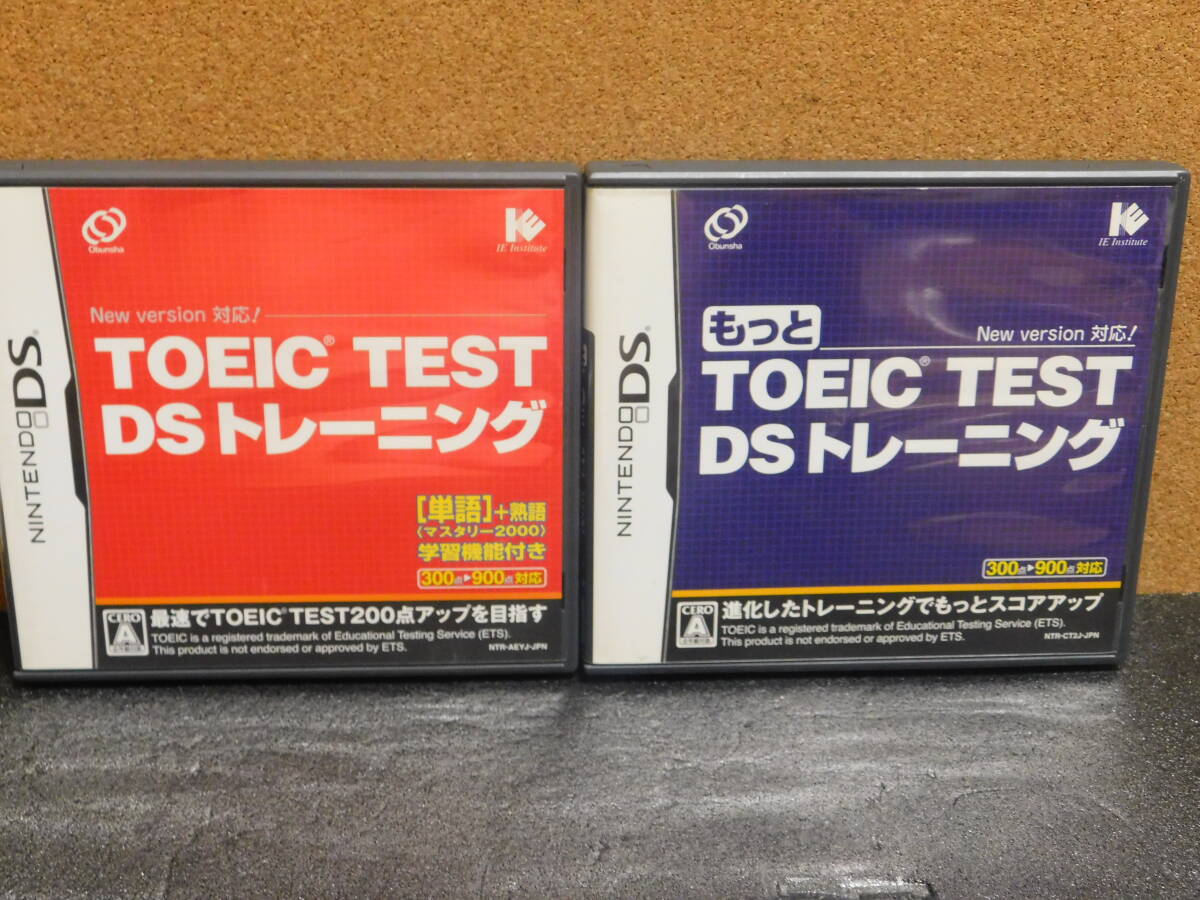 NINTENDO DS
Obunsha
IE Institute
New version 対応!
TOEIC® TEST
DSトレーニング
[単語]+熟語
〈マスタリー2000〉
学習機能付き
300点▶900点対応
CERO
A
最速でTOEIC® TEST200点アップを目指す
TOEIC is a registered trademark of Educational Testing Service (ETS).
This product is not endorsed or approved by ETS.
NTR-AEYJ-JPN
NINTENDO DS
Obunsha
IE Institute
もっと
New version 対応!
TOEIC® TEST
DSトレーニング
300点▶900点対応
CERO
A
進化したトレーニングでもっとスコアアップ
TOEIC is a registered trademark of Educational Testing Service (ETS).
This product is not endorsed or approved by ETS.
NTR-CT2J-JPN